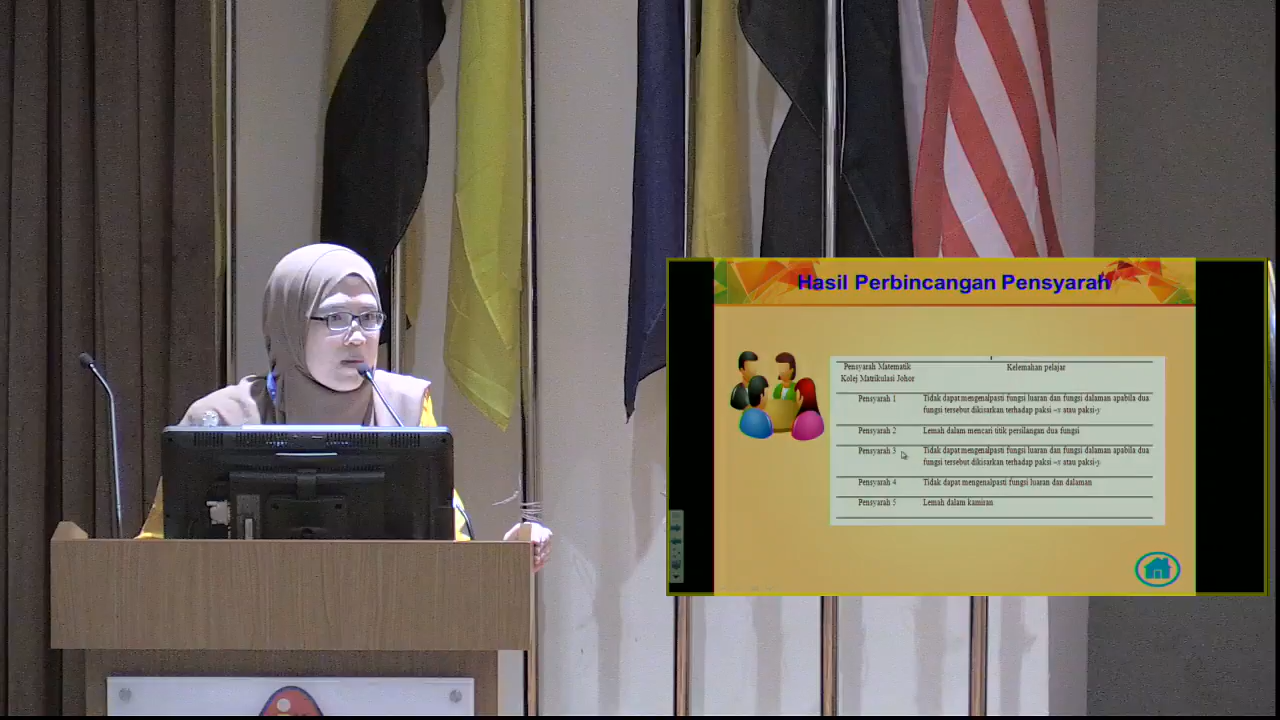 Hasil Perbincangan Pensyarah
Pensyarah Matematik
Kolej Matrikulasi Johor
Kelemahan pelajar
Pensyarah 1
Tidak dapat mengenalpasti fungsi luaran dan fungsi dalaman apabila dua
fungsi tersebut dikisarkan terhadap paksi –x atau paksi-y
Pensyarah 2
Lemah dalam mencari titik persilangan dua fungsi
Pensyarah 3
Tidak dapat mengenalpasti fungsi luaran dan fungsi dalaman apabila dua
fungsi tersebut dikisarkan terhadap paksi –x atau paksi-y.
Pensyarah 4
Tidak dapat mengenalpasti fungsi luaran dan dalaman
Pensyarah 5
Lemah dalam kamiran